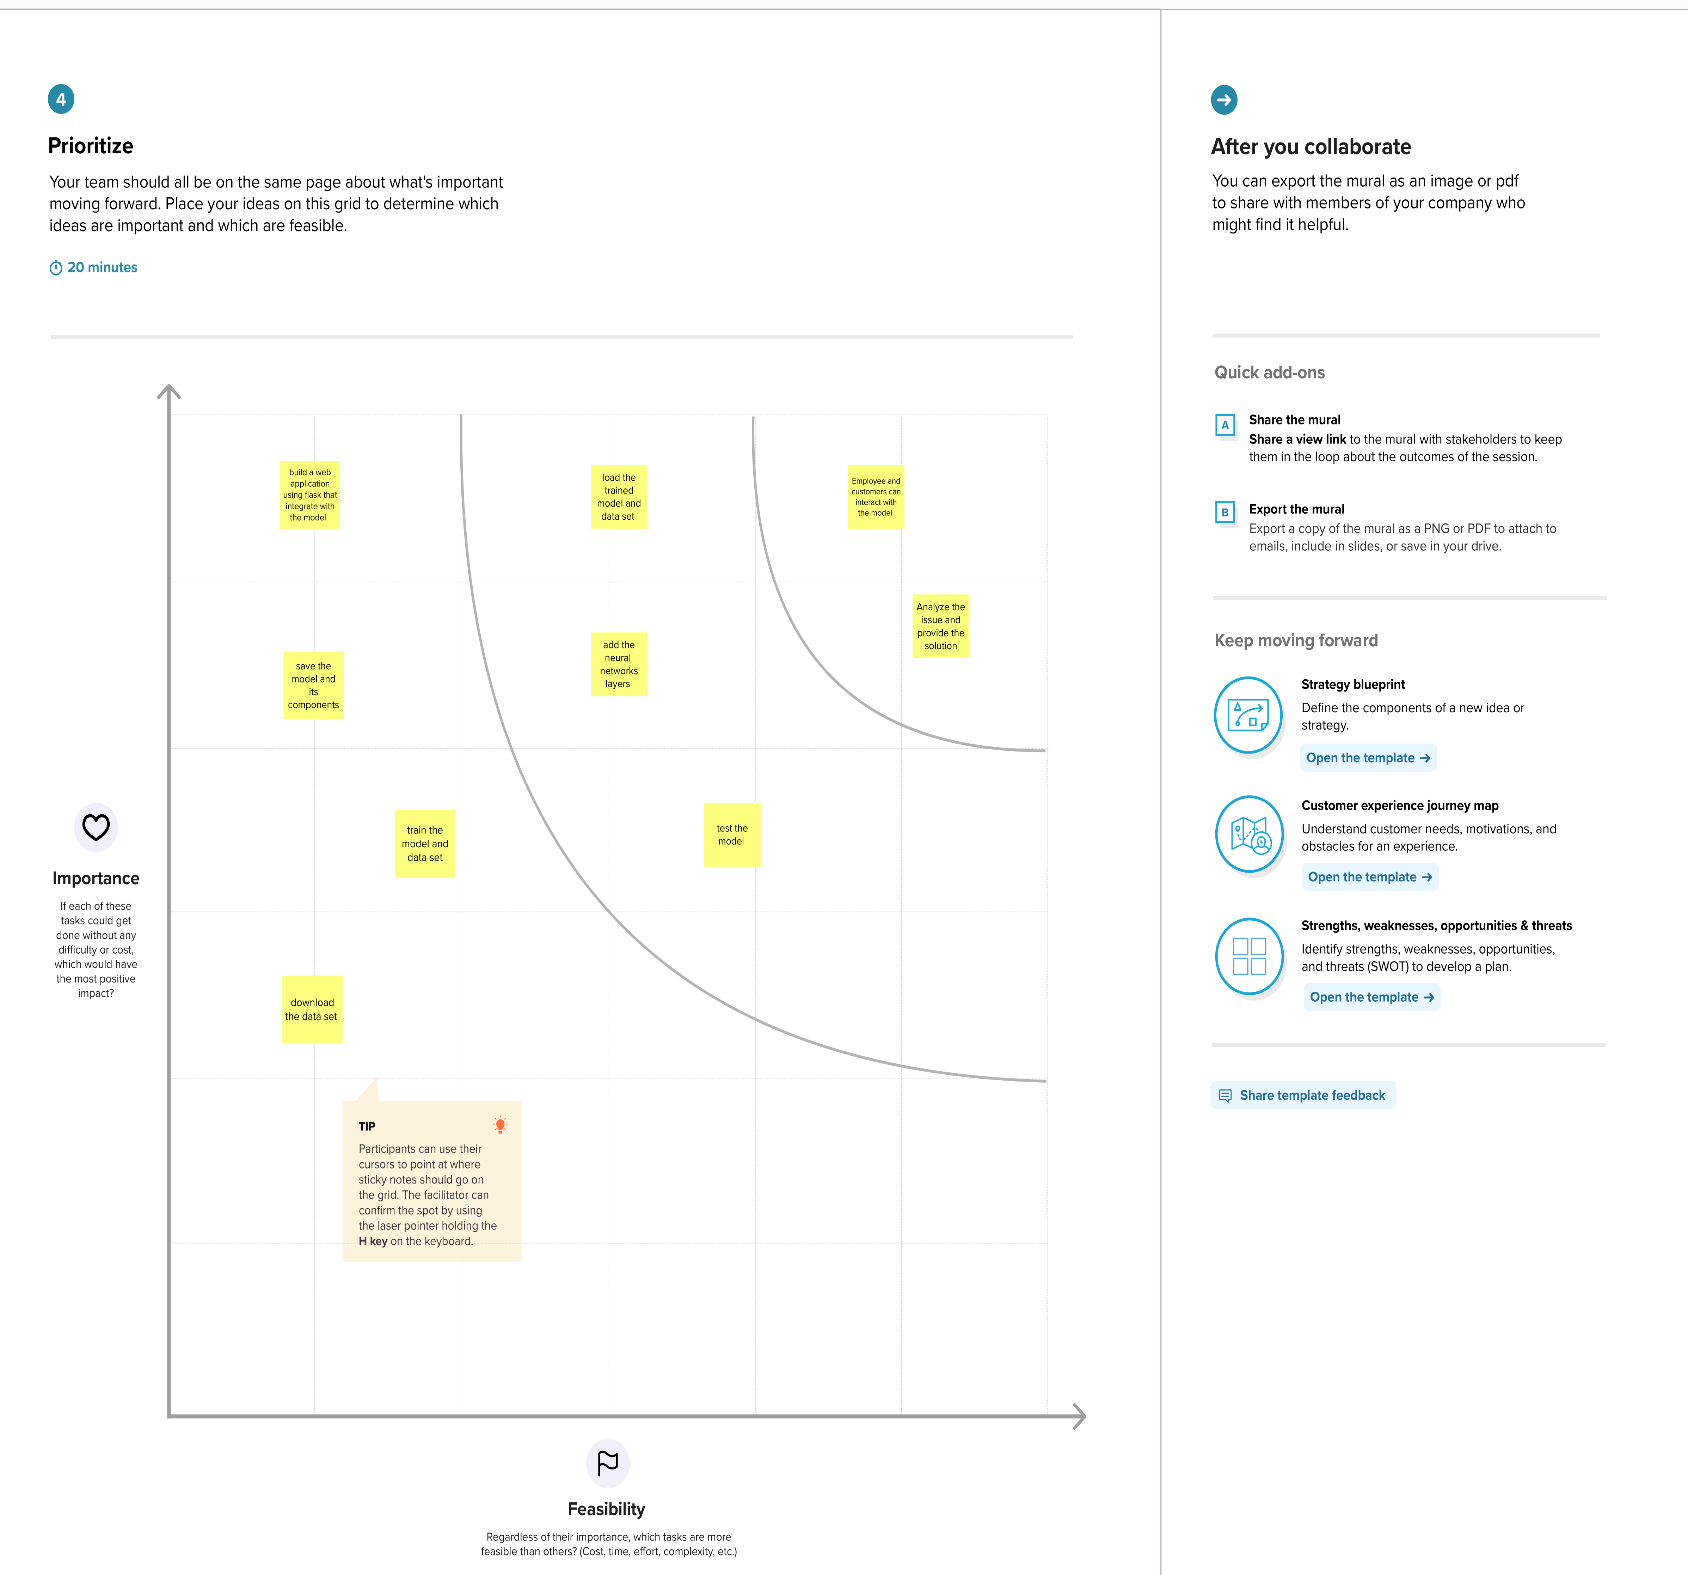 4
Prioritize
Your team should all be on the same page about what's important
moving forward. Place your ideas on this grid to determine which
ideas are important and which are feasible.
20 minutes
build a web
application
using flask that
integrate with
the model
load the
trained
model and
data set
Employee and
customers can
interact with
the model
Analyze the
issue and
provide the
solution
save the
model and
its
components
add the
neural
networks
layers
train the
model and
data set
test the
model
download
the data set
Importance
If each of these
tasks could get
done without any
difficulty or cost,
which would have
the most positive
impact?
TIP
Participants can use their
cursors to point at where
sticky notes should go on
the grid. The facilitator can
confirm the spot by using
the laser pointer holding the
H key on the keyboard.
Feasibility
Regardless of their importance, which tasks are more
feasible than others? (Cost, time, effort, complexity, etc.)
After you collaborate
You can export the mural as an image or pdf
to share with members of your company who
might find it helpful.
Quick add-ons
A
Share the mural
Share a view link to the mural with stakeholders to keep
them in the loop about the outcomes of the session.
B
Export the mural
Export a copy of the mural as a PNG or PDF to attach to
emails, include in slides, or save in your drive.
Keep moving forward
Strategy blueprint
Define the components of a new idea or
strategy.
Open the template →
Customer experience journey map
Understand customer needs, motivations, and
obstacles for an experience.
Open the template →
Strengths, weaknesses, opportunities & threats
Identify strengths, weaknesses, opportunities,
and threats (SWOT) to develop a plan.
Open the template →
Share template feedback